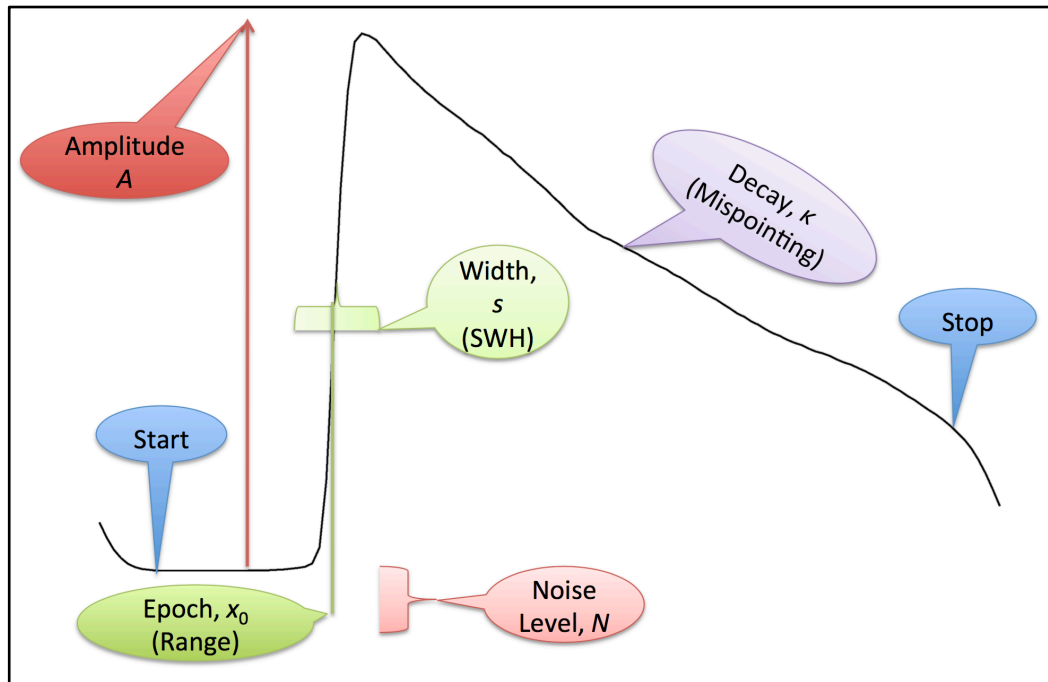 Amplitude
A
Decay, κ
(Mispointing)
Width,
s
(SWH)
Stop
Start
Epoch, x₀
(Range)
Noise
Level, N